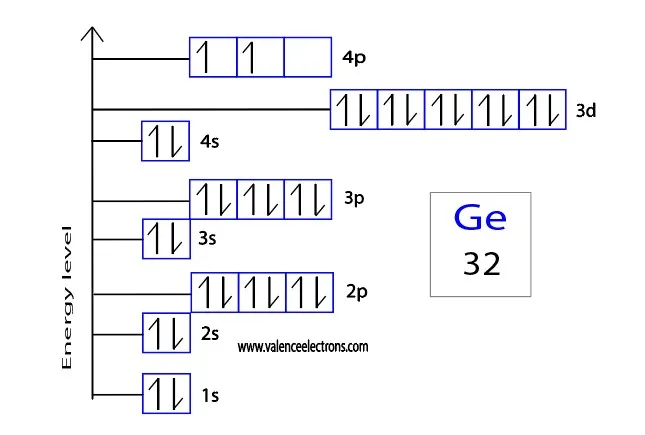 4p
3d
4s
3p
Ge
3s
32
2p
2s
www.valenceelectrons.com
1s
Energy level